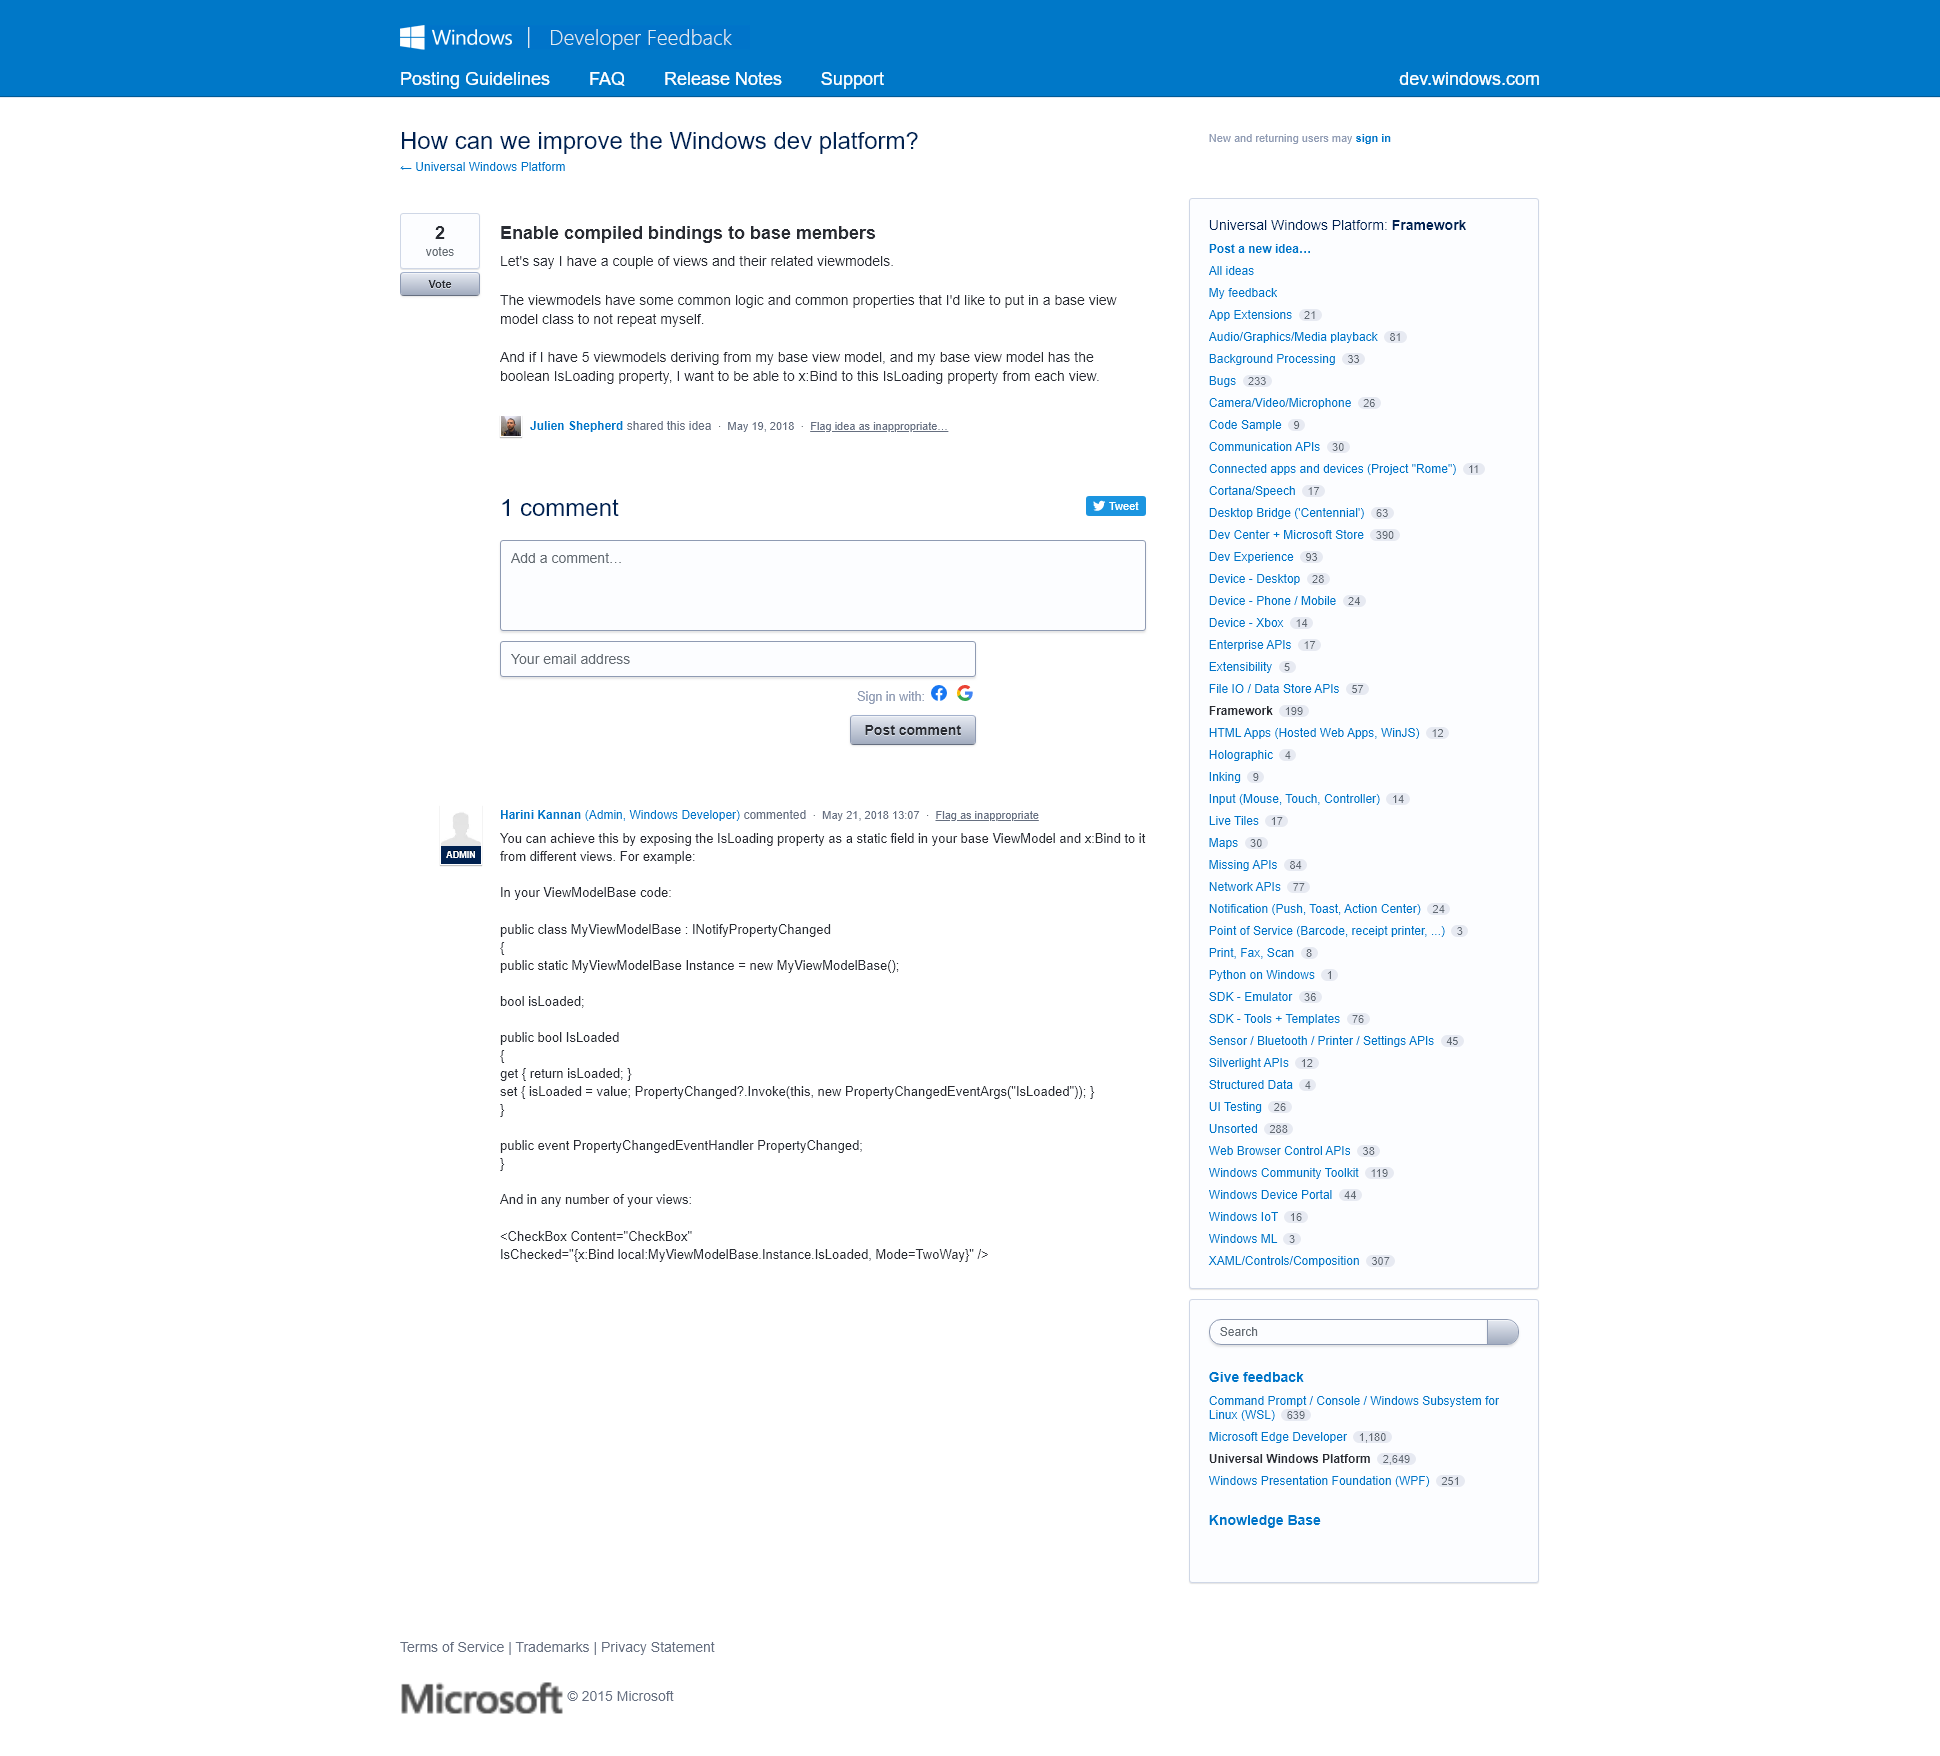 Windows | Developer Feedback
Posting Guidelines FAQ Release Notes Support dev.windows.com
How can we improve the Windows dev platform?
← Universal Windows Platform
New and returning users may sign in
2
votes
Vote
Enable compiled bindings to base members
Let's say I have a couple of views and their related viewmodels.
The viewmodels have some common logic and common properties that I'd like to put in a base view
model class to not repeat myself.
And if I have 5 viewmodels deriving from my base view model, and my base view model has the
boolean IsLoading property, I want to be able to x:Bind to this IsLoading property from each view.
Julien Shepherd shared this idea · May 19, 2018 · Flag idea as inappropriate…
1 comment
Tweet
Add a comment…
Your email address
Sign in with:
Post comment
ADMIN
Harini Kannan (Admin, Windows Developer) commented · May 21, 2018 13:07 · Flag as inappropriate
You can achieve this by exposing the IsLoading property as a static field in your base ViewModel and x:Bind to it
from different views. For example:
In your ViewModelBase code:
public class MyViewModelBase : INotifyPropertyChanged
{
public static MyViewModelBase Instance = new MyViewModelBase();
bool isLoaded;
public bool IsLoaded
{
get { return isLoaded; }
set { isLoaded = value; PropertyChanged?.Invoke(this, new PropertyChangedEventArgs("IsLoaded")); }
}
public event PropertyChangedEventHandler PropertyChanged;
}
And in any number of your views:
<CheckBox Content="CheckBox"
IsChecked="{x:Bind local:MyViewModelBase.Instance.IsLoaded, Mode=TwoWay}" />
Universal Windows Platform: Framework
Post a new idea…
All ideas
My feedback
App Extensions 21
Audio/Graphics/Media playback 81
Background Processing 33
Bugs 233
Camera/Video/Microphone 26
Code Sample 9
Communication APIs 30
Connected apps and devices (Project "Rome") 11
Cortana/Speech 17
Desktop Bridge ('Centennial') 63
Dev Center + Microsoft Store 390
Dev Experience 93
Device - Desktop 28
Device - Phone / Mobile 24
Device - Xbox 14
Enterprise APIs 17
Extensibility 5
File IO / Data Store APIs 57
Framework 199
HTML Apps (Hosted Web Apps, WinJS) 12
Holographic 4
Inking 9
Input (Mouse, Touch, Controller) 14
Live Tiles 17
Maps 30
Missing APIs 84
Network APIs 77
Notification (Push, Toast, Action Center) 24
Point of Service (Barcode, receipt printer, ...) 3
Print, Fax, Scan 8
Python on Windows 1
SDK - Emulator 36
SDK - Tools + Templates 76
Sensor / Bluetooth / Printer / Settings APIs 45
Silverlight APIs 12
Structured Data 4
UI Testing 26
Unsorted 288
Web Browser Control APIs 38
Windows Community Toolkit 119
Windows Device Portal 44
Windows IoT 16
Windows ML 3
XAML/Controls/Composition 307
Search
Give feedback
Command Prompt / Console / Windows Subsystem for
Linux (WSL) 639
Microsoft Edge Developer 1,180
Universal Windows Platform 2,649
Windows Presentation Foundation (WPF) 251
Knowledge Base
Terms of Service | Trademarks | Privacy Statement
Microsoft © 2015 Microsoft